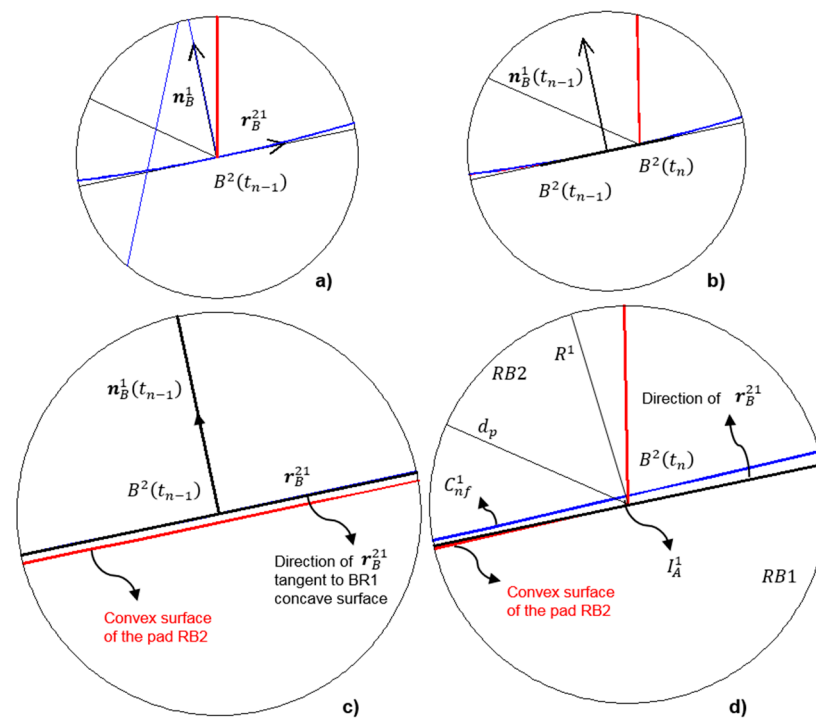 n_B^1
r_B^21
B^2(t_{n-1})
a)
n_B^1(t_{n-1})
B^2(t_{n-1})
B^2(t_n)
b)
n_B^1(t_{n-1})
B^2(t_{n-1})
r_B^21
Direction of r_B^21
tangent to BR1
concave surface
Convex surface
of the pad RB2
c)
R^1
RB2
d_p
Direction of r_B^21
B^2(t_n)
C_nf^1
I_A^1
RB1
Convex surface
of the pad RB2
d)